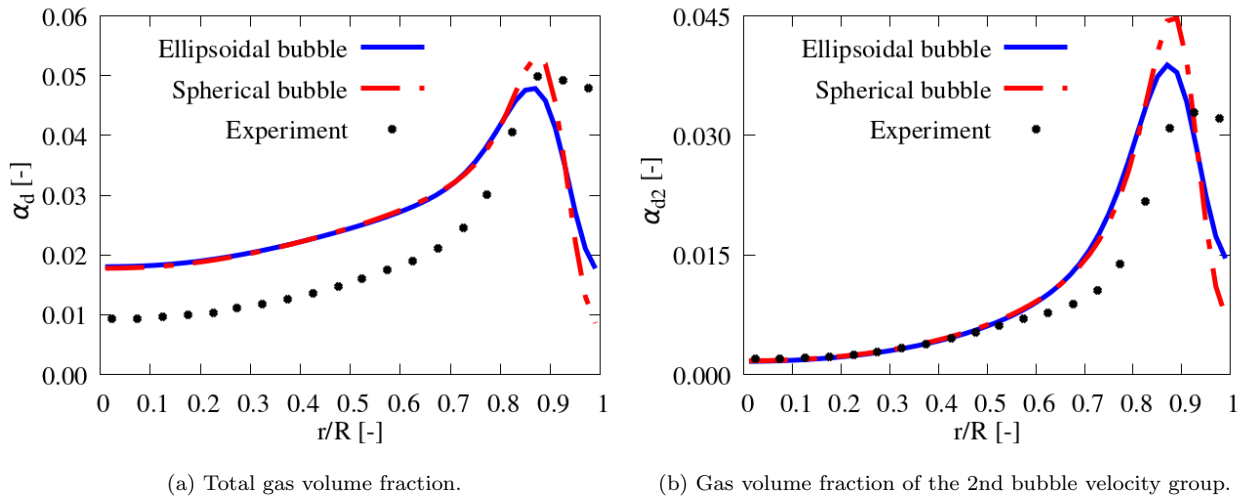 0.06
0.05
0.04
0.03
0.02
0.01
0.00
αd [-]
Ellipsoidal bubble
Spherical bubble
Experiment
0 0.1 0.2 0.3 0.4 0.5 0.6 0.7 0.8 0.9 1
r/R [-]
(a) Total gas volume fraction.
0.045
0.030
0.015
0.000
αd2 [-]
Ellipsoidal bubble
Spherical bubble
Experiment
0 0.1 0.2 0.3 0.4 0.5 0.6 0.7 0.8 0.9 1
r/R [-]
(b) Gas volume fraction of the 2nd bubble velocity group.